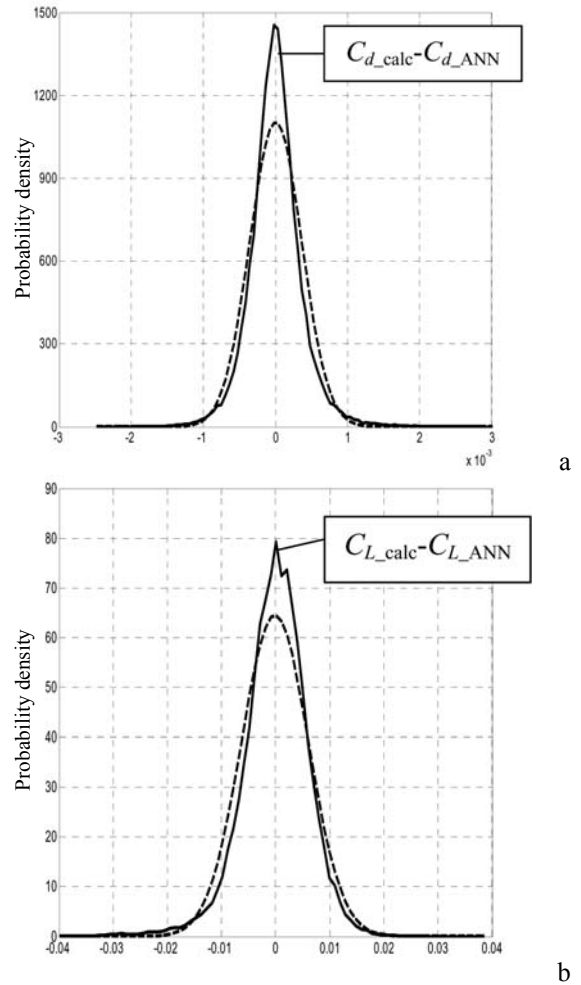 1500
1200
900
600
300
0
Probability density
C_d_calc-C_d_ANN
-3 -2 -1 0 1 2 3
x 10^-3
a
90
80
70
60
50
40
30
20
10
0
Probability density
C_L_calc-C_L_ANN
-0.04 -0.03 -0.02 -0.01 0 0.01 0.02 0.03 0.04
b